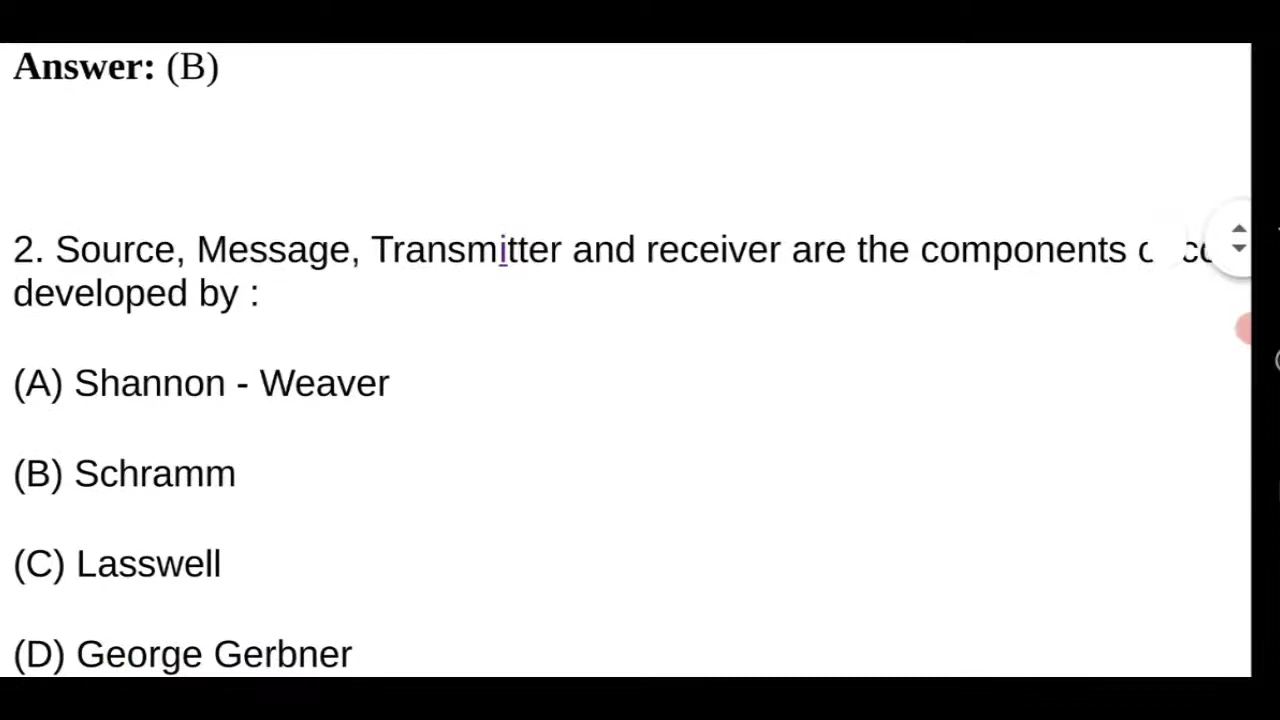 Answer: (B)
2. Source, Message, Transmitter and receiver are the components
developed by :
(A) Shannon - Weaver
(B) Schramm
(C) Lasswell
(D) George Gerbner